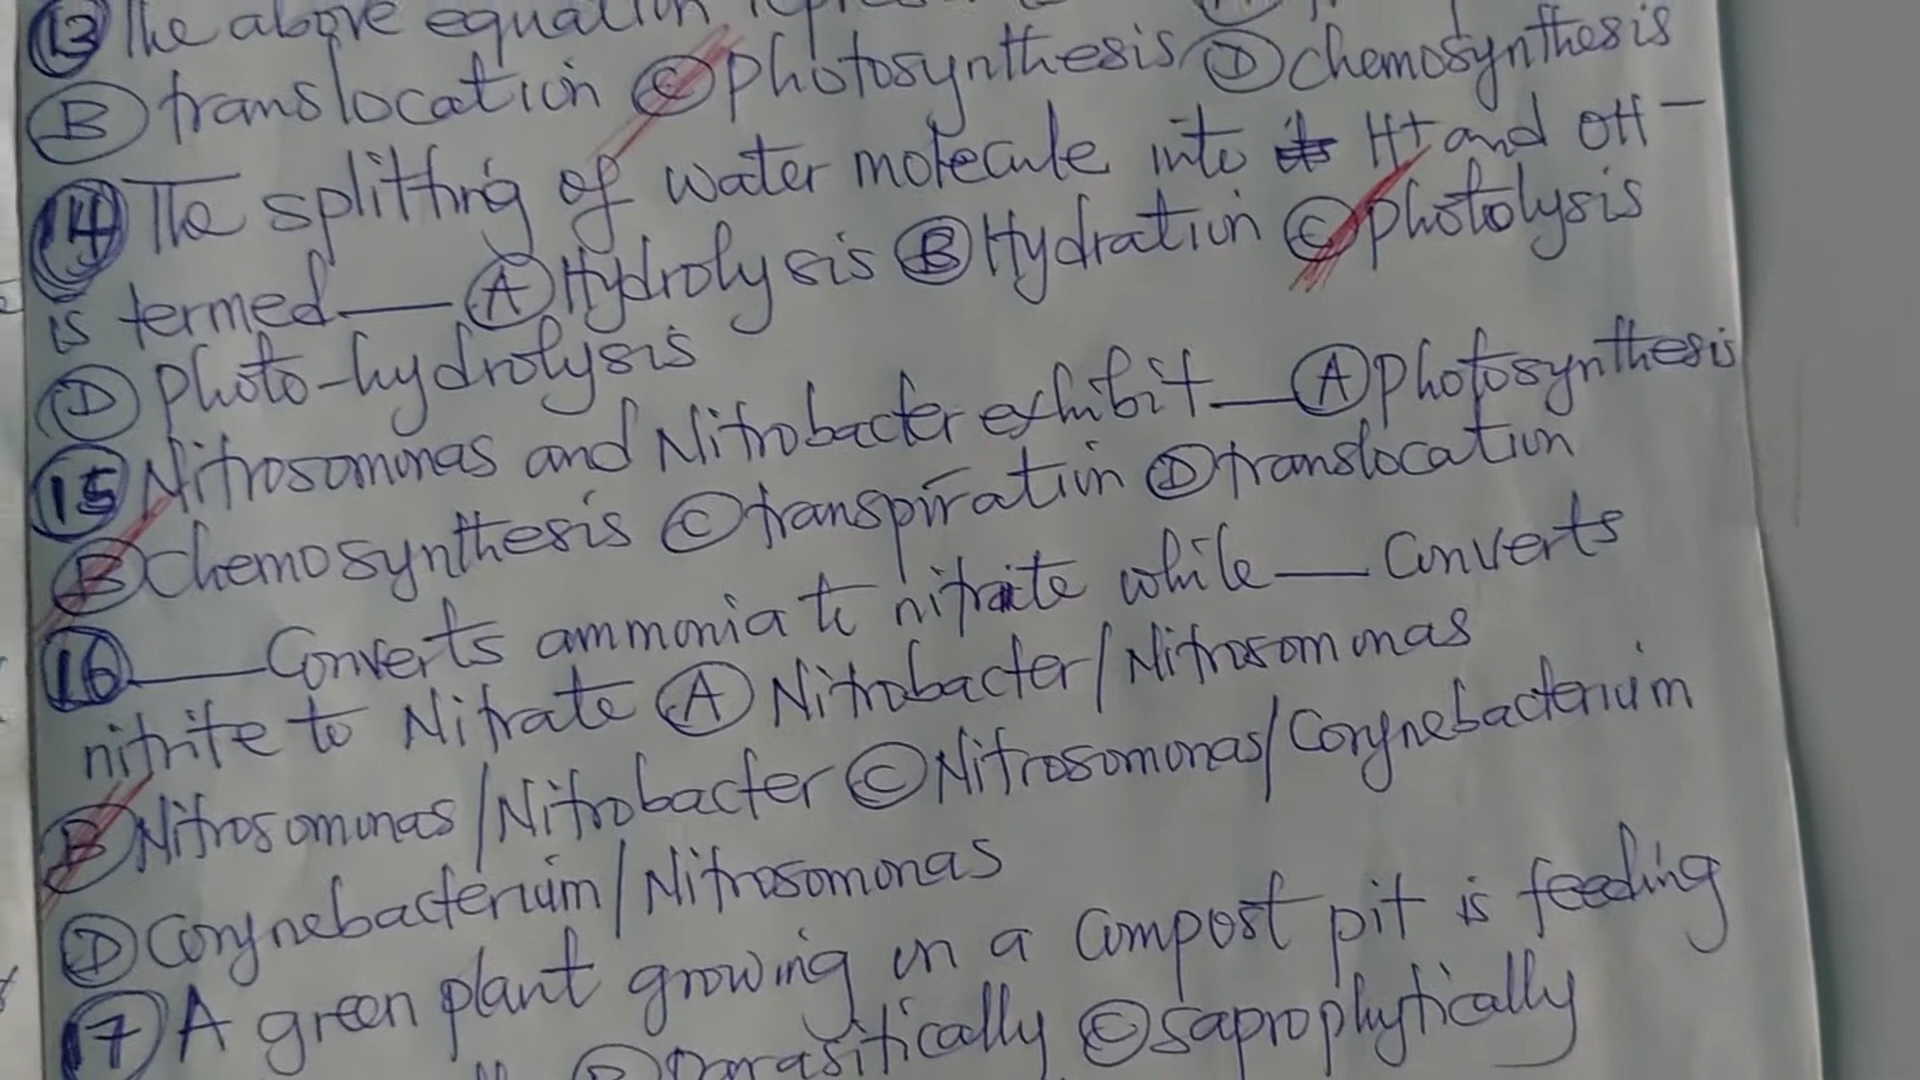 13 The above equation
B translocation C photosynthesis D chemosynthesis
14 The splitting of water molecule into H+ and OH-
is termed ___ A Hydrolysis B Hydration C photolysis
D photo-hydrolysis
15 Nitrosomonas and Nitrobacter exhibit ___ A photosynthesis
B chemosynthesis C transpiration D translocation
16 ___ Converts ammonia to nitrite while ___ Converts
nitrite to Nitrate A Nitrobacter/Nitrosomonas
B Nitrosomonas/Nitrobacter C Nitrosomonas/Corynebacterium
D Corynebacterium/Nitrosomonas
17 A green plant growing in a compost pit is feeding
parasitically C saprophytically